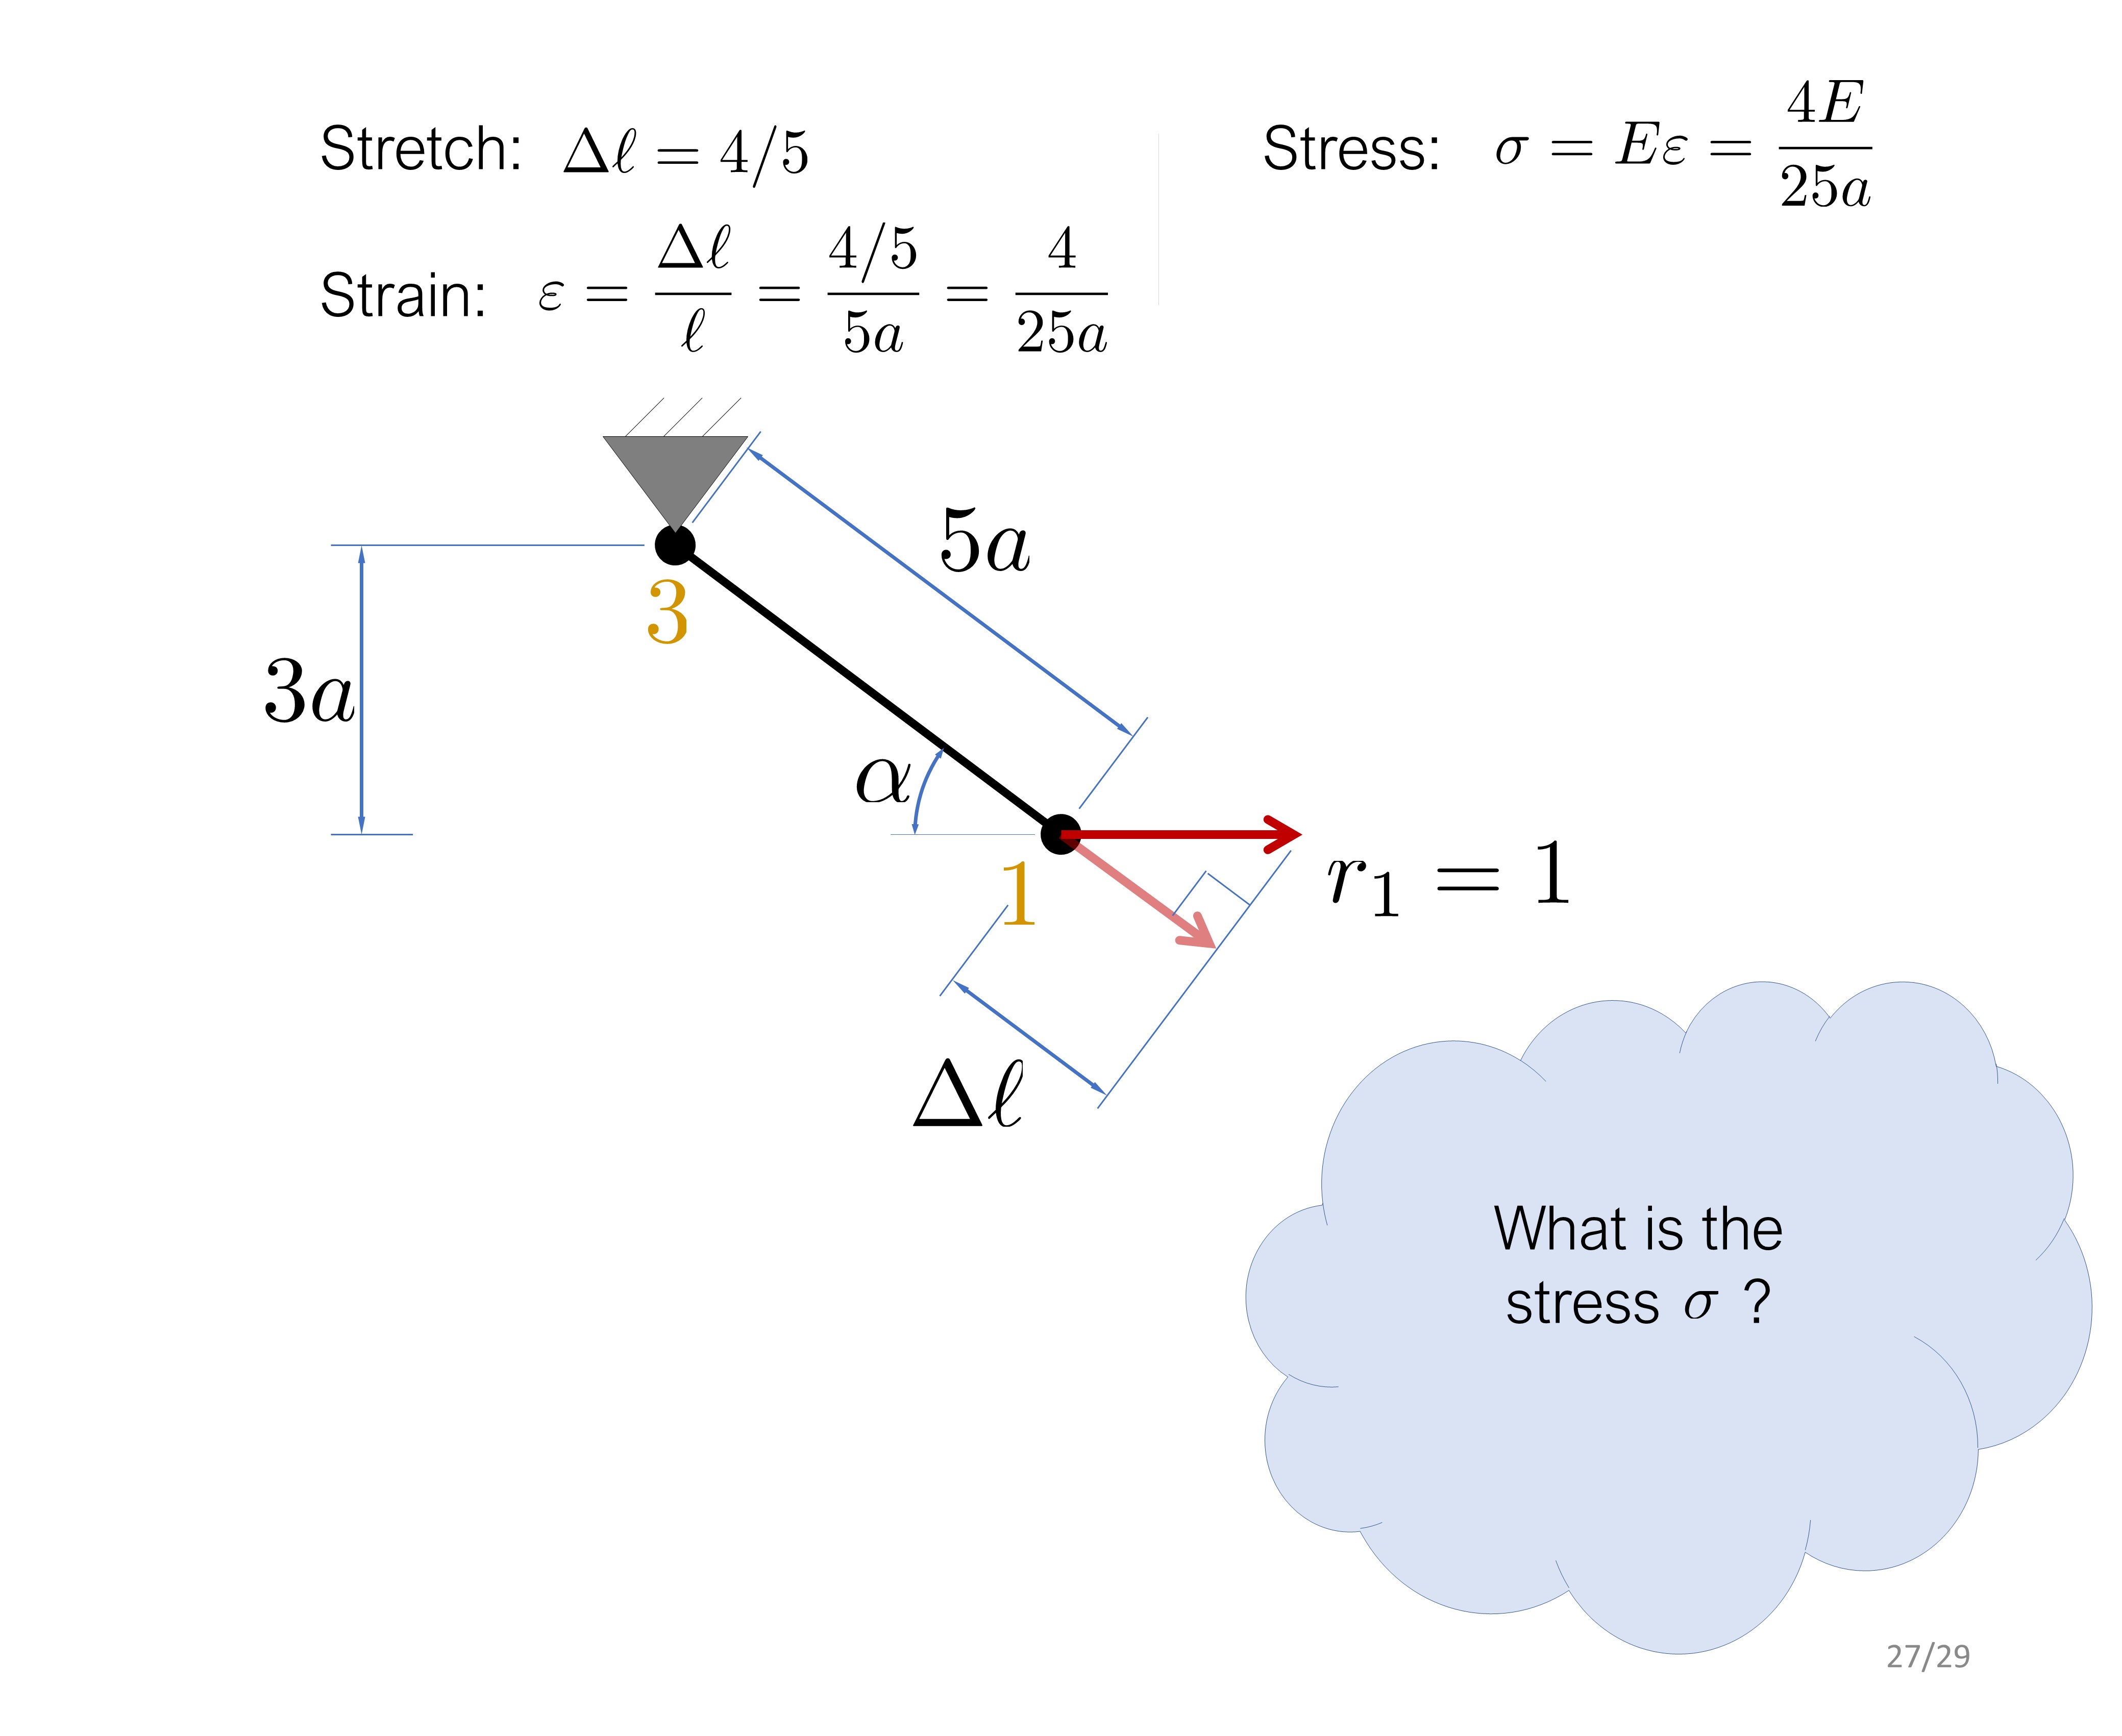 Stretch: Δℓ = 4/5
Strain: ε = Δℓ/ℓ = (4/5)/(5a) = 4/(25a)
Stress: σ = Eε = 4E/(25a)
5a
3
3a
α
1
r₁ = 1
Δℓ
What is the
stress σ ?
27/29